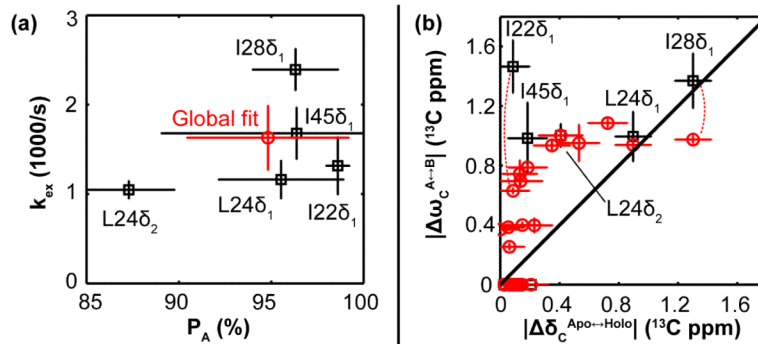 (a)
k_ex (1000/s)
3
2
1
0
I28δ₁
Global fit
I45δ₁
L24δ₂
L24δ₁
I22δ₁
85
90
95
100
P_A (%)
(b)
|Δω_C^A↔B| (¹³C ppm)
1.6
1.2
0.8
0.4
0
I22δ₁
I28δ₁
I45δ₁
L24δ₁
L24δ₂
0
0.4
0.8
1.2
1.6
|Δδ_C^Apo↔Holo| (¹³C ppm)